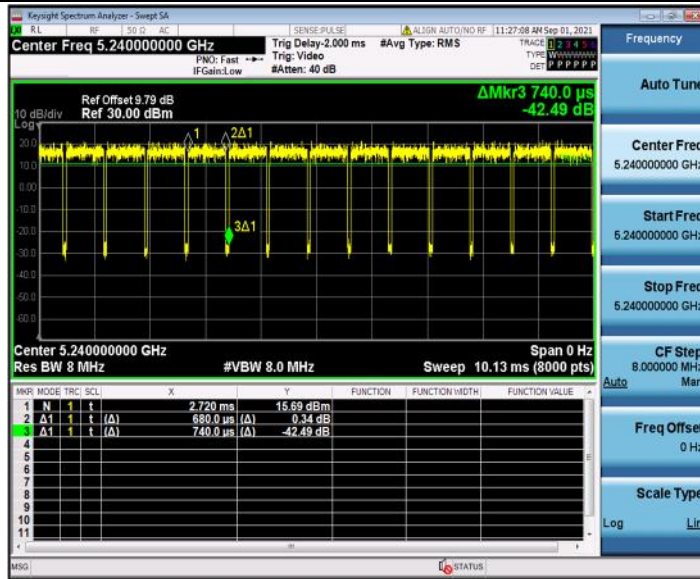 Keysight Spectrum Analyzer - Swept SA
RL RF 50 Ω AC SENSE:PULSE ALIGN AUTO/NO RF 11:27:08 AM Sep 01, 2021
Center Freq 5.240000000 GHz
Trig Delay-2.000 ms #Avg Type: RMS
TRACE 1 2 3 4 5 6
PNO: Fast Trig: Video
TYPE W
IFGain:Low #Atten: 40 dB
DET P P P P P P
ΔMkr3 740.0 µs
-42.49 dB
Ref Offset 9.79 dB
10 dB/div Ref 30.00 dBm
Log
1 2Δ1
20.0
10.0
0.00
-10.0
-20.0
3Δ1
-30.0
-40.0
-50.0
-60.0
Center 5.240000000 GHz Span 0 Hz
Res BW 8 MHz #VBW 8.0 MHz Sweep 10.13 ms (8000 pts)
MKR MODE TRC SCL X Y FUNCTION FUNCTION WIDTH FUNCTION VALUE
1 N 1 t 2.720 ms 15.69 dBm
2 Δ1 1 t (Δ) 680.0 µs (Δ) 0.34 dB
3 Δ1 1 t (Δ) 740.0 µs (Δ) -42.49 dB
4
5
6
7
8
9
10
11
MSG STATUS
Frequency
Auto Tune
Center Freq
5.240000000 GHz
Start Freq
5.240000000 GHz
Stop Freq
5.240000000 GHz
CF Step
8.000000 MHz
Auto Man
Freq Offset
0 Hz
Scale Type
Log Lin